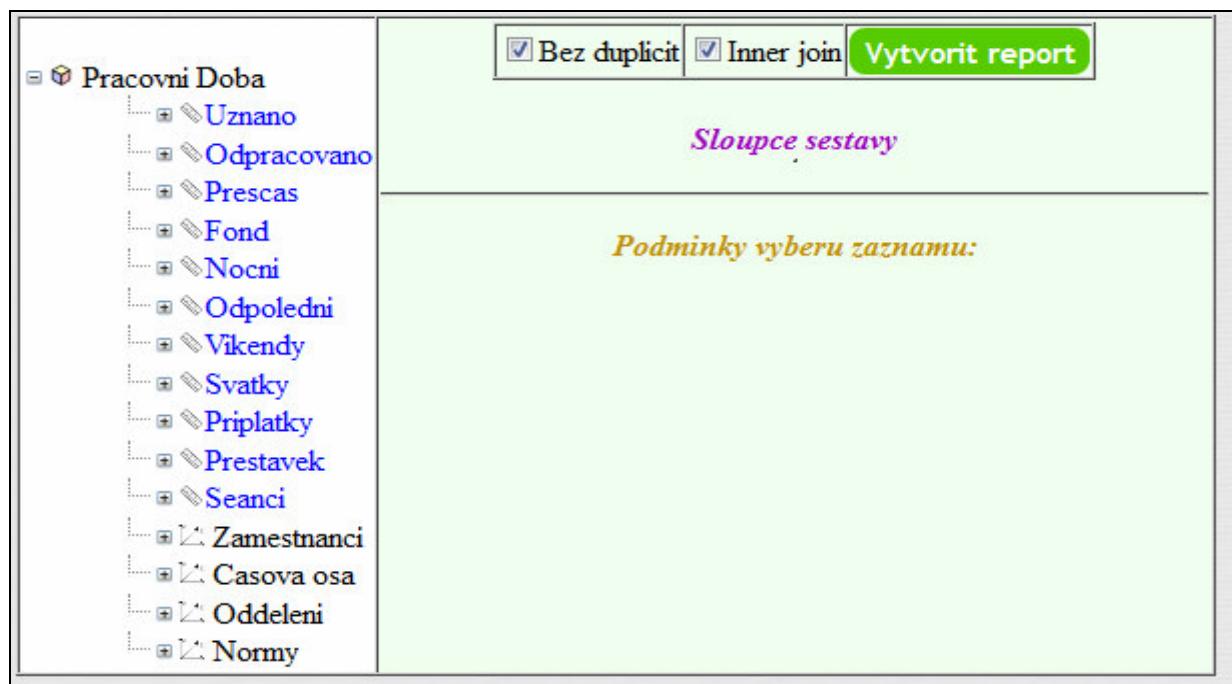 Pracovni Doba
Uznano
Odpracovano
Prescas
Fond
Nocni
Odpoledni
Vikendy
Svatky
Priplatky
Prestavek
Seanci
Zamestnanci
Casova osa
Oddeleni
Normy
Bez duplicit Inner join Vytvorit report
Sloupce sestavy
Podminky vyberu zaznamu: